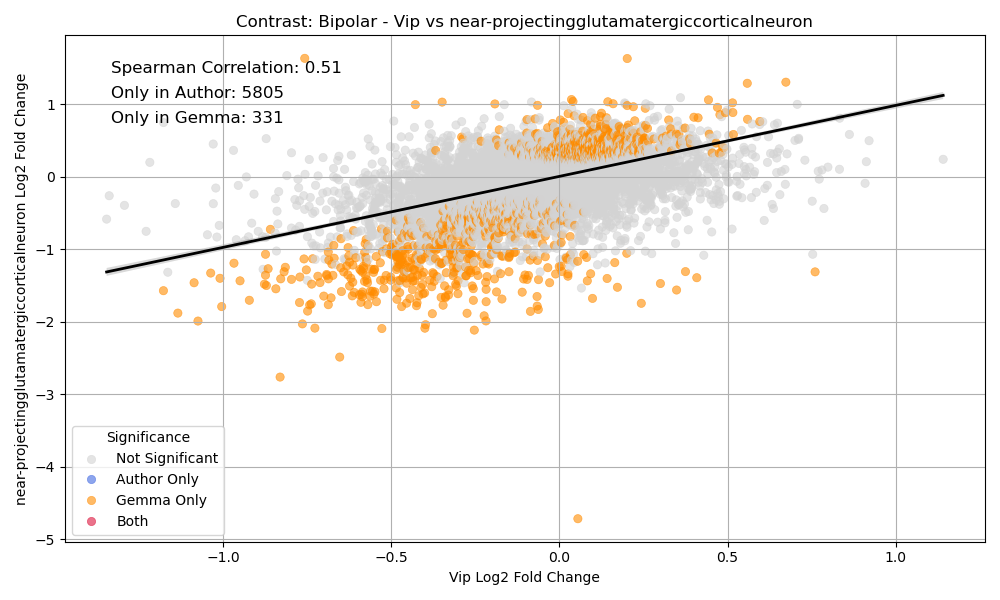 Contrast: Bipolar - Vip vs near-projectingglutamatergiccorticalneuron
Spearman Correlation: 0.51
Only in Author: 5805
Only in Gemma: 331
near-projectingglutamatergiccorticalneuron Log2 Fold Change
1
0
−1
−2
−3
−4
−5
Significance
Not Significant
Author Only
Gemma Only
Both
−1.0
−0.5
0.0
0.5
1.0
Vip Log2 Fold Change